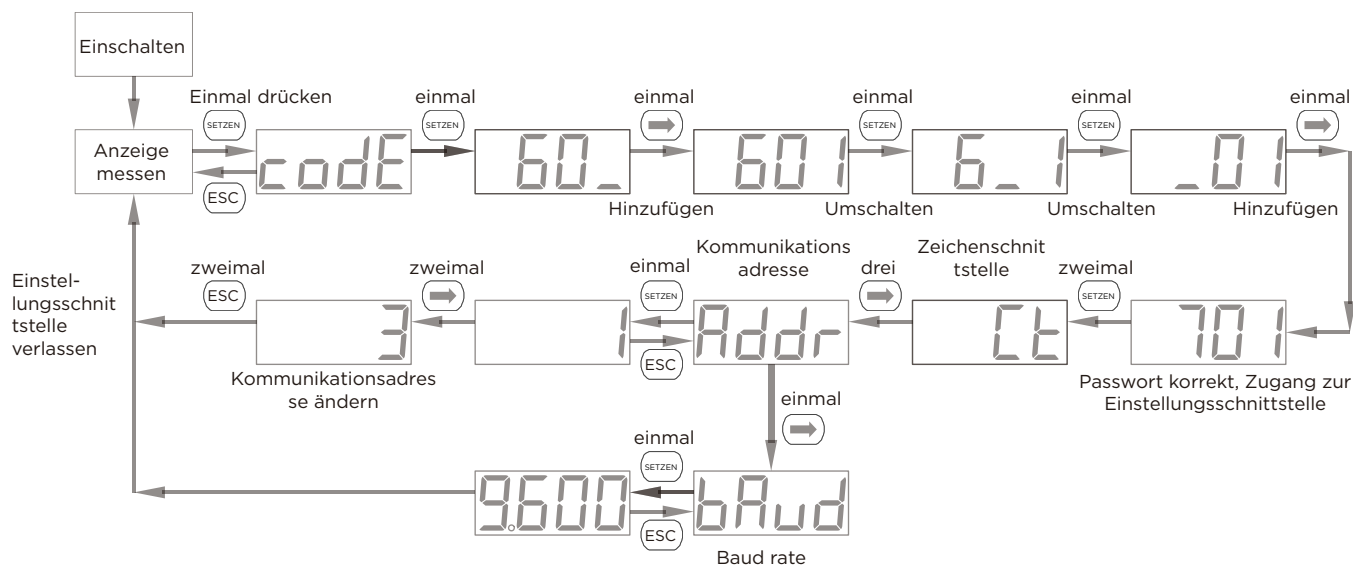 Einschalten
Anzeige
messen
Einmal drücken
SETZEN
ESC
codE
einmal
SETZEN
60_
einmal
Hinzufügen
601
einmal
SETZEN
Umschalten
6_1
einmal
SETZEN
Umschalten
_01
einmal
Hinzufügen
701
Passwort korrekt, Zugang zur
Einstellungsschnittstelle
zweimal
SETZEN
Zeichenschnit
tstelle
Ct
drei
Kommunikations
adresse
Addr
einmal
SETZEN
ESC
1
zweimal
3
Kommunikationsadres
se ändern
zweimal
ESC
Einstel-
lungsschnit
tstelle
verlassen
einmal
bAud
Baud rate
einmal
SETZEN
ESC
9.600